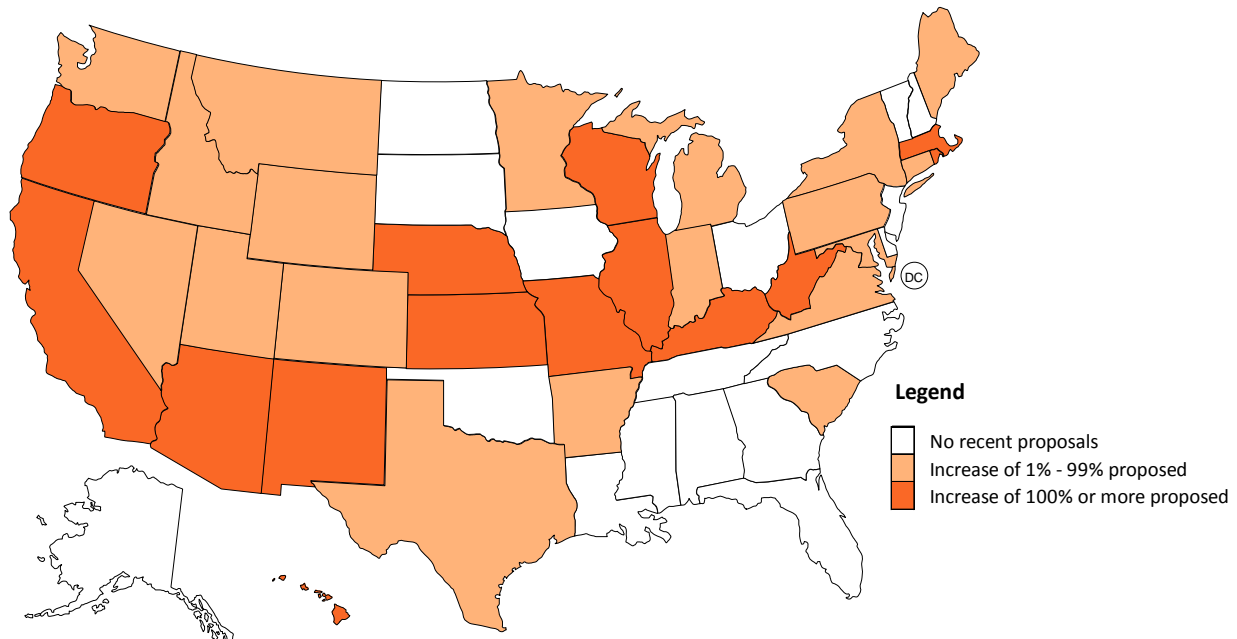 DC
Legend
No recent proposals
Increase of 1% - 99% proposed
Increase of 100% or more proposed